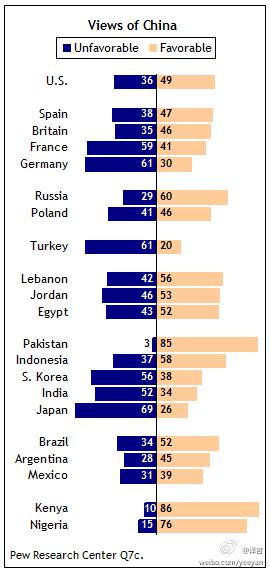 Views of China
Unfavorable Favorable
U.S. 36 49
Spain 38 47
Britain 35 46
France 59 41
Germany 61 30
Russia 29 60
Poland 41 46
Turkey 61 20
Lebanon 42 56
Jordan 46 53
Egypt 43 52
Pakistan 3 85
Indonesia 37 58
S. Korea 56 38
India 52 34
Japan 69 26
Brazil 34 52
Argentina 28 45
Mexico 31 39
Kenya 10 86
Nigeria 15 76
Pew Research Center Q7c.
@译言
weibo.com/yeeyan